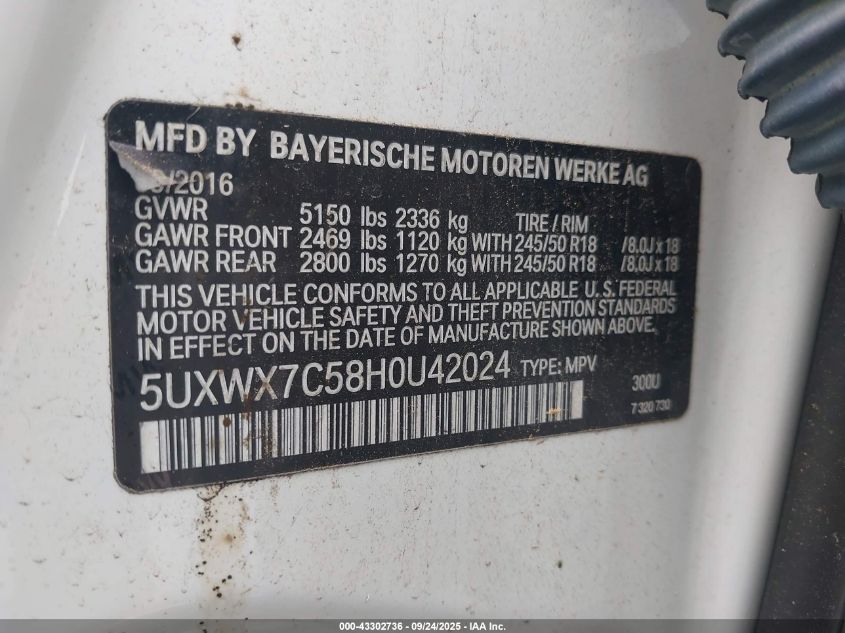 MFD BY BAYERISCHE MOTOREN WERKE AG
/2016
GVWR 5150 lbs 2336 kg TIRE / RIM
GAWR FRONT 2469 lbs 1120 kg WITH 245/50 R18 /8.0J x 18
GAWR REAR 2800 lbs 1270 kg WITH 245/50 R18 /8.0J x 18
THIS VEHICLE CONFORMS TO ALL APPLICABLE U.S. FEDERAL
MOTOR VEHICLE SAFETY AND THEFT PREVENTION STANDARDS
IN EFFECT ON THE DATE OF MANUFACTURE SHOWN ABOVE.
5UXWX7C58H0U42024 TYPE: MPV
300U
7 320 730
000-43302736 - 09/24/2025 - IAA Inc.